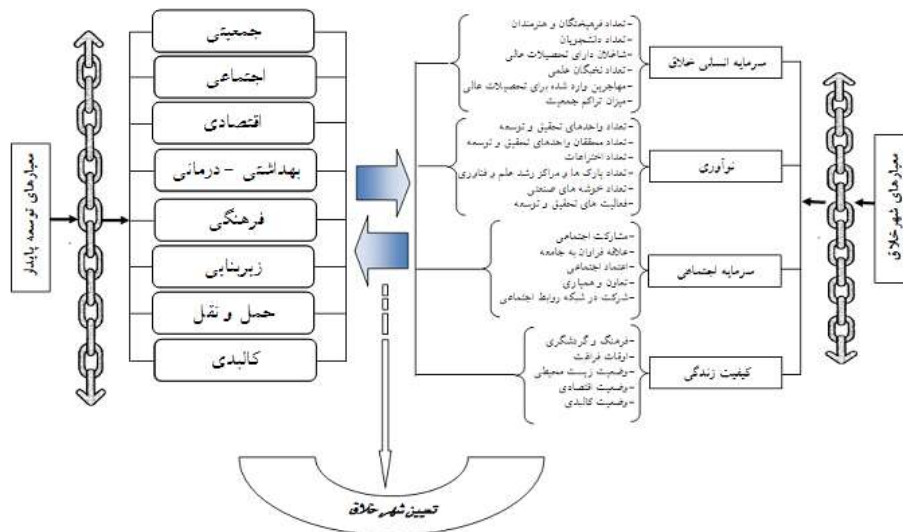 معیارهای شهرخلاق
سرمایه انسانی خلاق
-تعداد فرهیختگان و هنرمندان
-تعداد دانشجویان
-شاغلان دارای تحصیلات عالی
-تعداد نخبگان علمی
-مهاجرین وارد شده برای تحصیلات عالی
-میزان تراکم جمعیت
نوآوری
-تعداد واحدهای تحقیق و توسعه
-تعداد محققان واحدهای تحقیق و توسعه
-تعداد اختراعات
-تعداد پارک ها و مراکز رشد علم و فناوری
-تعداد خوشه های صنعتی
-فعالیت های تحقیق و توسعه
سرمایه اجتماعی
-مشارکت اجتماعی
-علاقه فراوان به جامعه
-اعتماد اجتماعی
-تعاون و همیاری
-شرکت در شبکه روابط اجتماعی
کیفیت زندگی
-فرهنگ و گردشگری
-اوقات فراغت
-وضعیت زیست محیطی
-وضعیت اقتصادی
-وضعیت کالبدی
جمعیتی
اجتماعی
اقتصادی
بهداشتی - درمانی
فرهنگی
زیربنایی
حمل و نقل
کالبدی
معیارهای توسعه پایدار
تعیین شهر خلاق